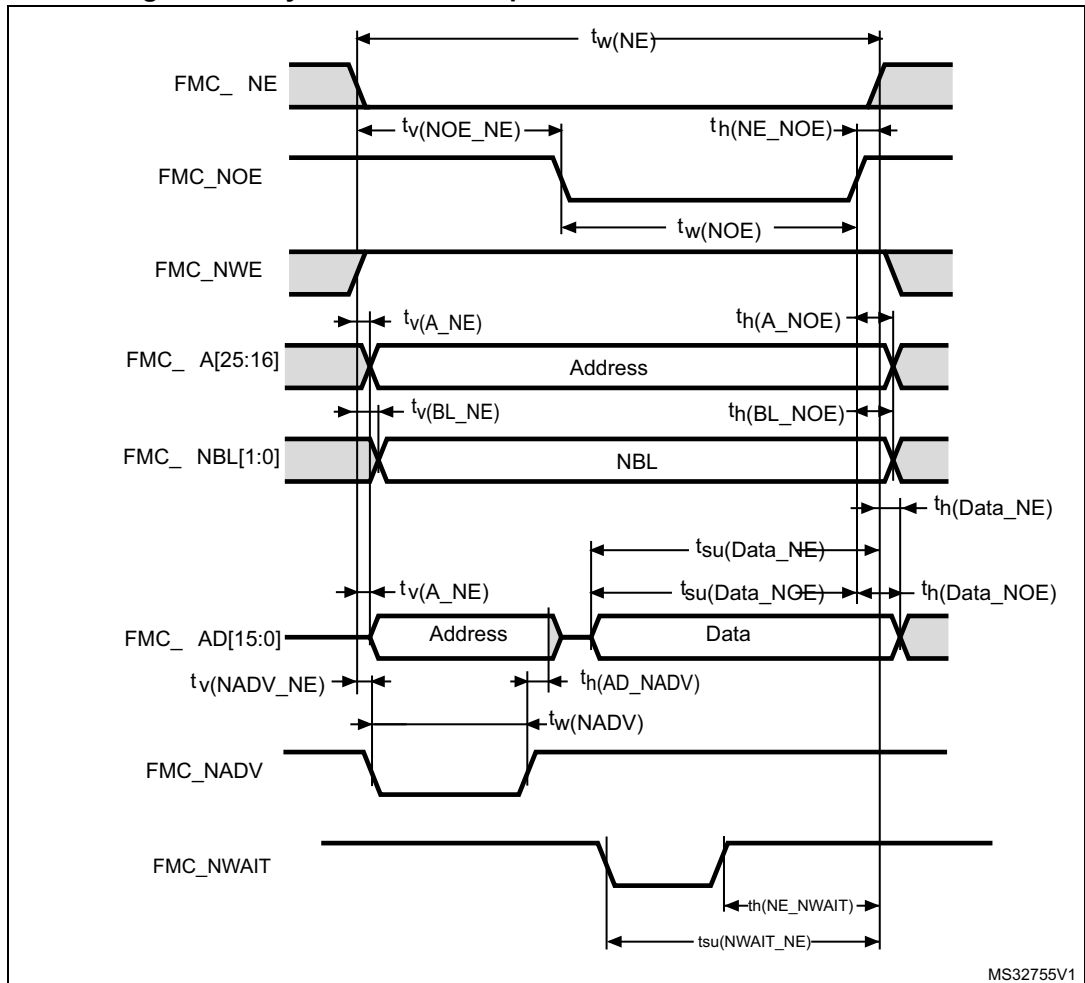 tw(NE)
FMC_ NE
tv(NOE_NE)
th(NE_NOE)
FMC_NOE
tw(NOE)
FMC_NWE
tv(A_NE)
th(A_NOE)
FMC_ A[25:16]
Address
tv(BL_NE)
th(BL_NOE)
FMC_ NBL[1:0]
NBL
th(Data_NE)
tsu(Data_NE)
tv(A_NE)
tsu(Data_NOE)
th(Data_NOE)
FMC_ AD[15:0]
Address
Data
tv(NADV_NE)
th(AD_NADV)
tw(NADV)
FMC_NADV
FMC_NWAIT
th(NE_NWAIT)
tsu(NWAIT_NE)
MS32755V1